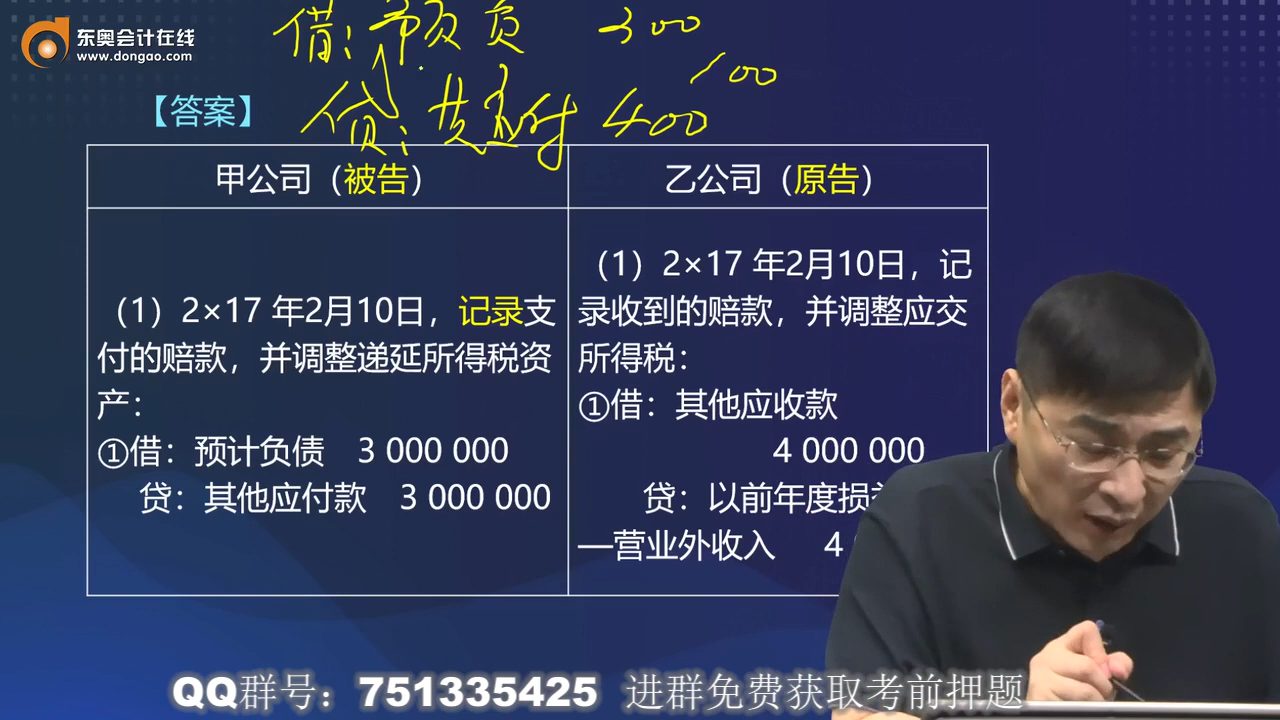 东奥会计在线
www.dongao.com
借：预负 300
100
贷：其应付 400
【答案】
甲公司（被告）
乙公司（原告）
（1）2×17 年2月10日，记录支
付的赔款，并调整递延所得税资
产：
①借：预计负债 3 000 000
贷：其他应付款 3 000 000
（1）2×17 年2月10日，记
录收到的赔款，并调整应交
所得税：
①借：其他应收款
4 000 000
贷：以前年度损
—营业外收入 4
QQ群号：751335425 进群免费获取考前押题